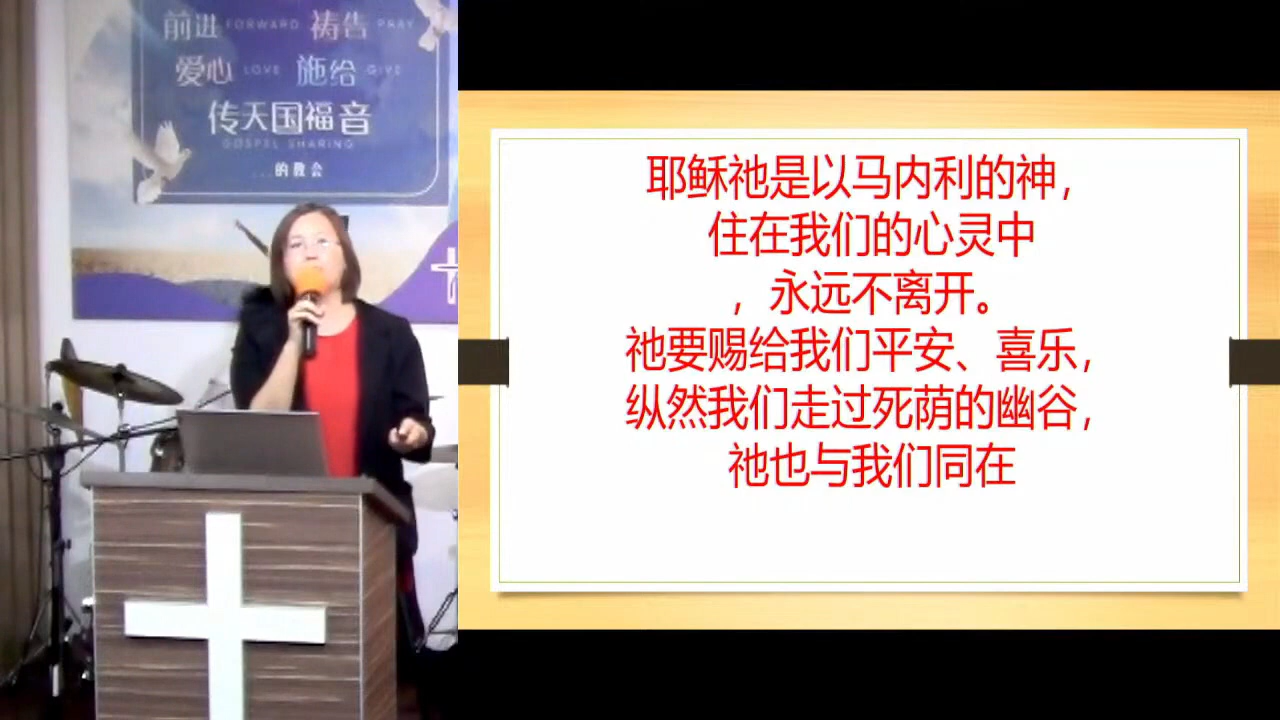 前进 FORWARD 祷告 PRAY
爱心 LOVE 施给 GIVE
传天国福音
GOSPEL SHARING
...的教会
耶稣祂是以马内利的神，
住在我们的心灵中
，永远不离开。
祂要赐给我们平安、喜乐，
纵然我们走过死荫的幽谷，
祂也与我们同在